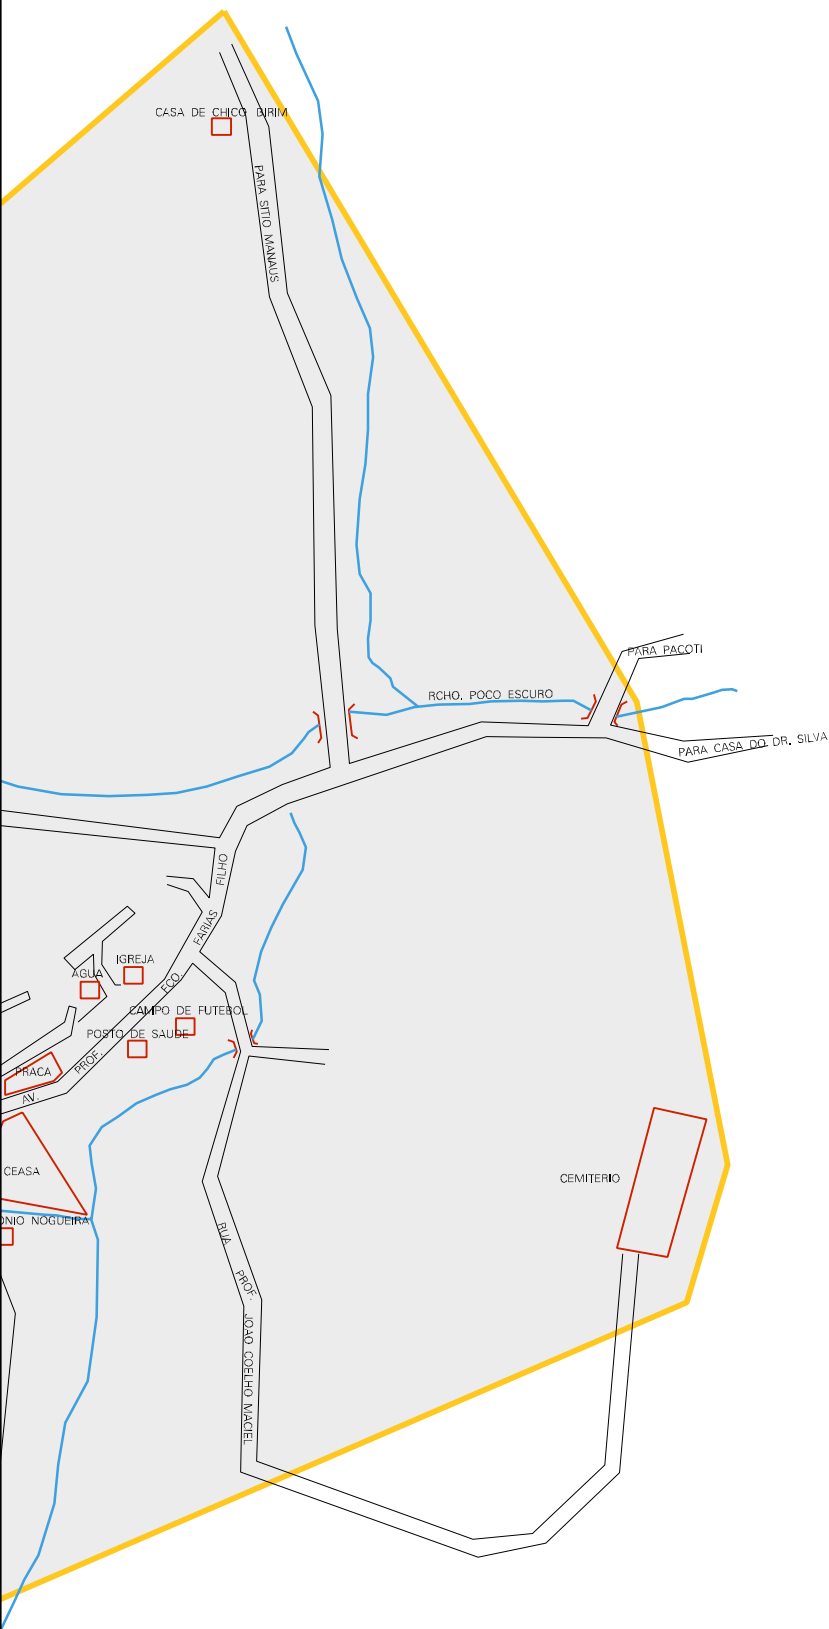 CASA DE CHICO BIRIM
PARA SITIO MANAUS
PARA PACOTI
RCHO. POCO ESCURO
PARA CASA DO DR. SILVA
AV. PROF. FCO. FARIAS FILHO
IGREJA
AGUA
CAMPO DE FUTEBOL
POSTO DE SAUDE
PRACA
CEASA
CEMITERIO
ONIO NOGUEIRA
RUA PROF. JOAO COELHO MACIEL